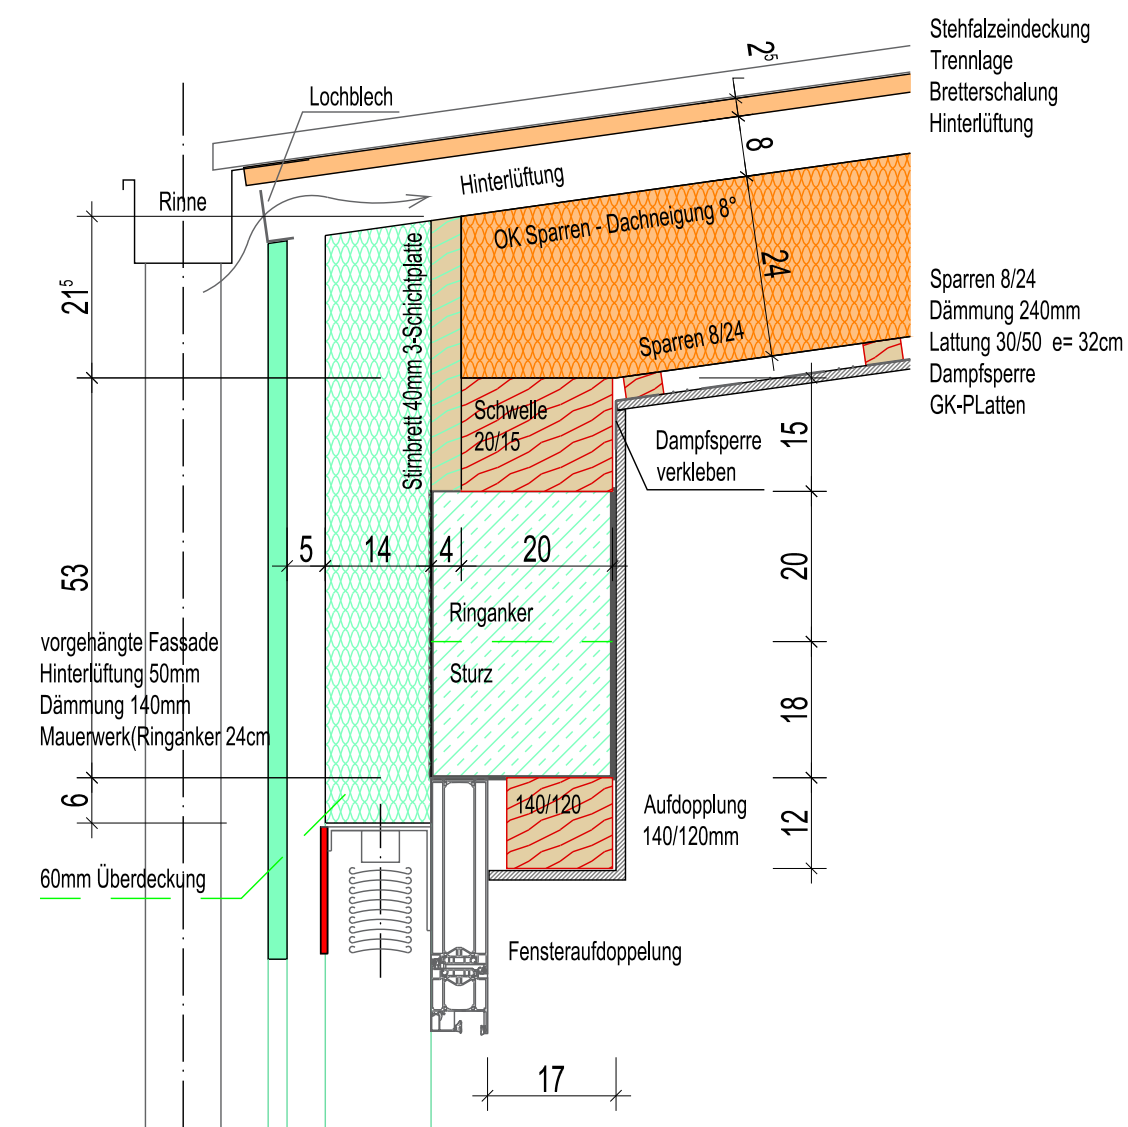 Stehfalzeindeckung
Trennlage
Bretterschalung
Hinterlüftung
2⁵
Lochblech
8
Hinterlüftung
Rinne
OK Sparren - Dachneigung 8°
24
21⁵
Sparren 8/24
Sparren 8/24
Dämmung 240mm
Lattung 30/50 e= 32cm
Dampfsperre
GK-PLatten
Stirnbrett 40mm 3-Schichtplatte
Schwelle
20/15
Dampfsperre
verkleben
15
5
14
4
20
20
53
Ringanker
Sturz
vorgehängte Fassade
Hinterlüftung 50mm
Dämmung 140mm
Mauerwerk(Ringanker 24cm
18
6
140/120
Aufdopplung
140/120mm
12
60mm Überdeckung
Fensteraufdoppelung
17